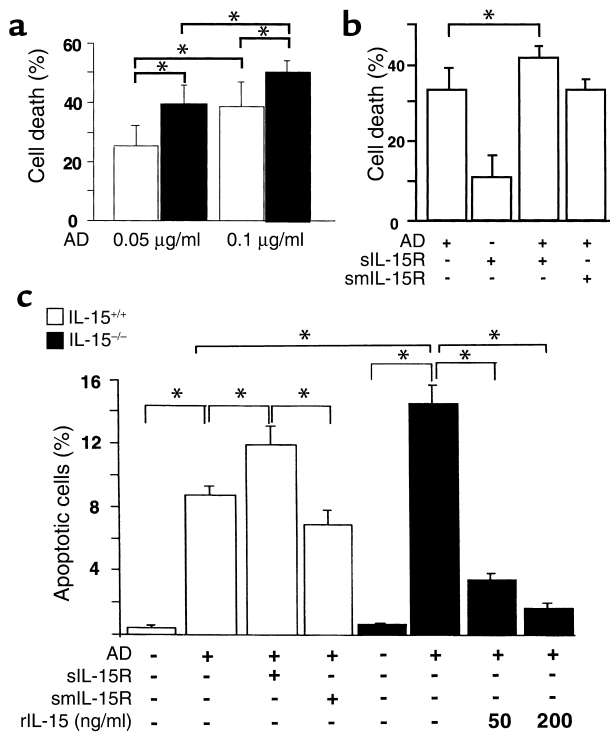 a
*
*
*
*
60
40
20
0
Cell death (%)
AD 0.05 µg/ml 0.1 µg/ml
b
*
40
20
0
Cell death (%)
AD + - + +
sIL-15R - + + -
smIL-15R - - - +
c
IL-15+/+
IL-15–/–
* *
* * * * *
16
12
8
4
Apoptotic cells (%)
AD - + + + - + + +
sIL-15R - - + - - - - -
smIL-15R - - - + - - - -
rIL-15 (ng/ml) - - - - - - 50 200